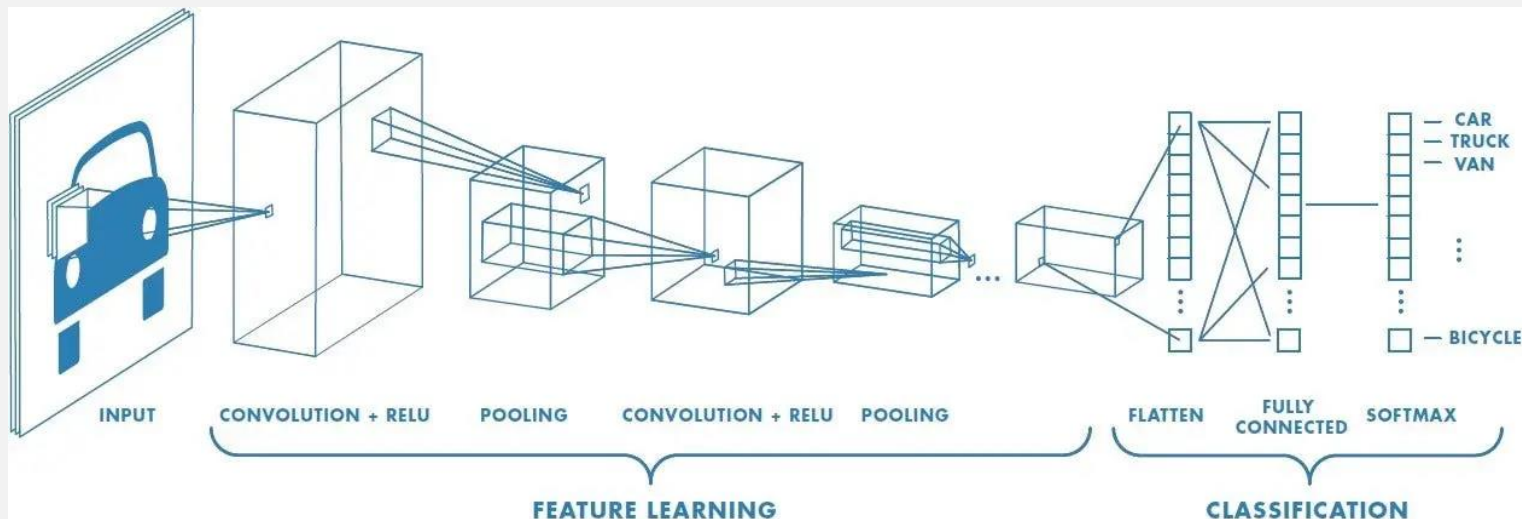 CAR
TRUCK
VAN
BICYCLE
INPUT
CONVOLUTION + RELU
POOLING
CONVOLUTION + RELU
POOLING
FLATTEN
FULLY
CONNECTED
SOFTMAX
FEATURE LEARNING
CLASSIFICATION